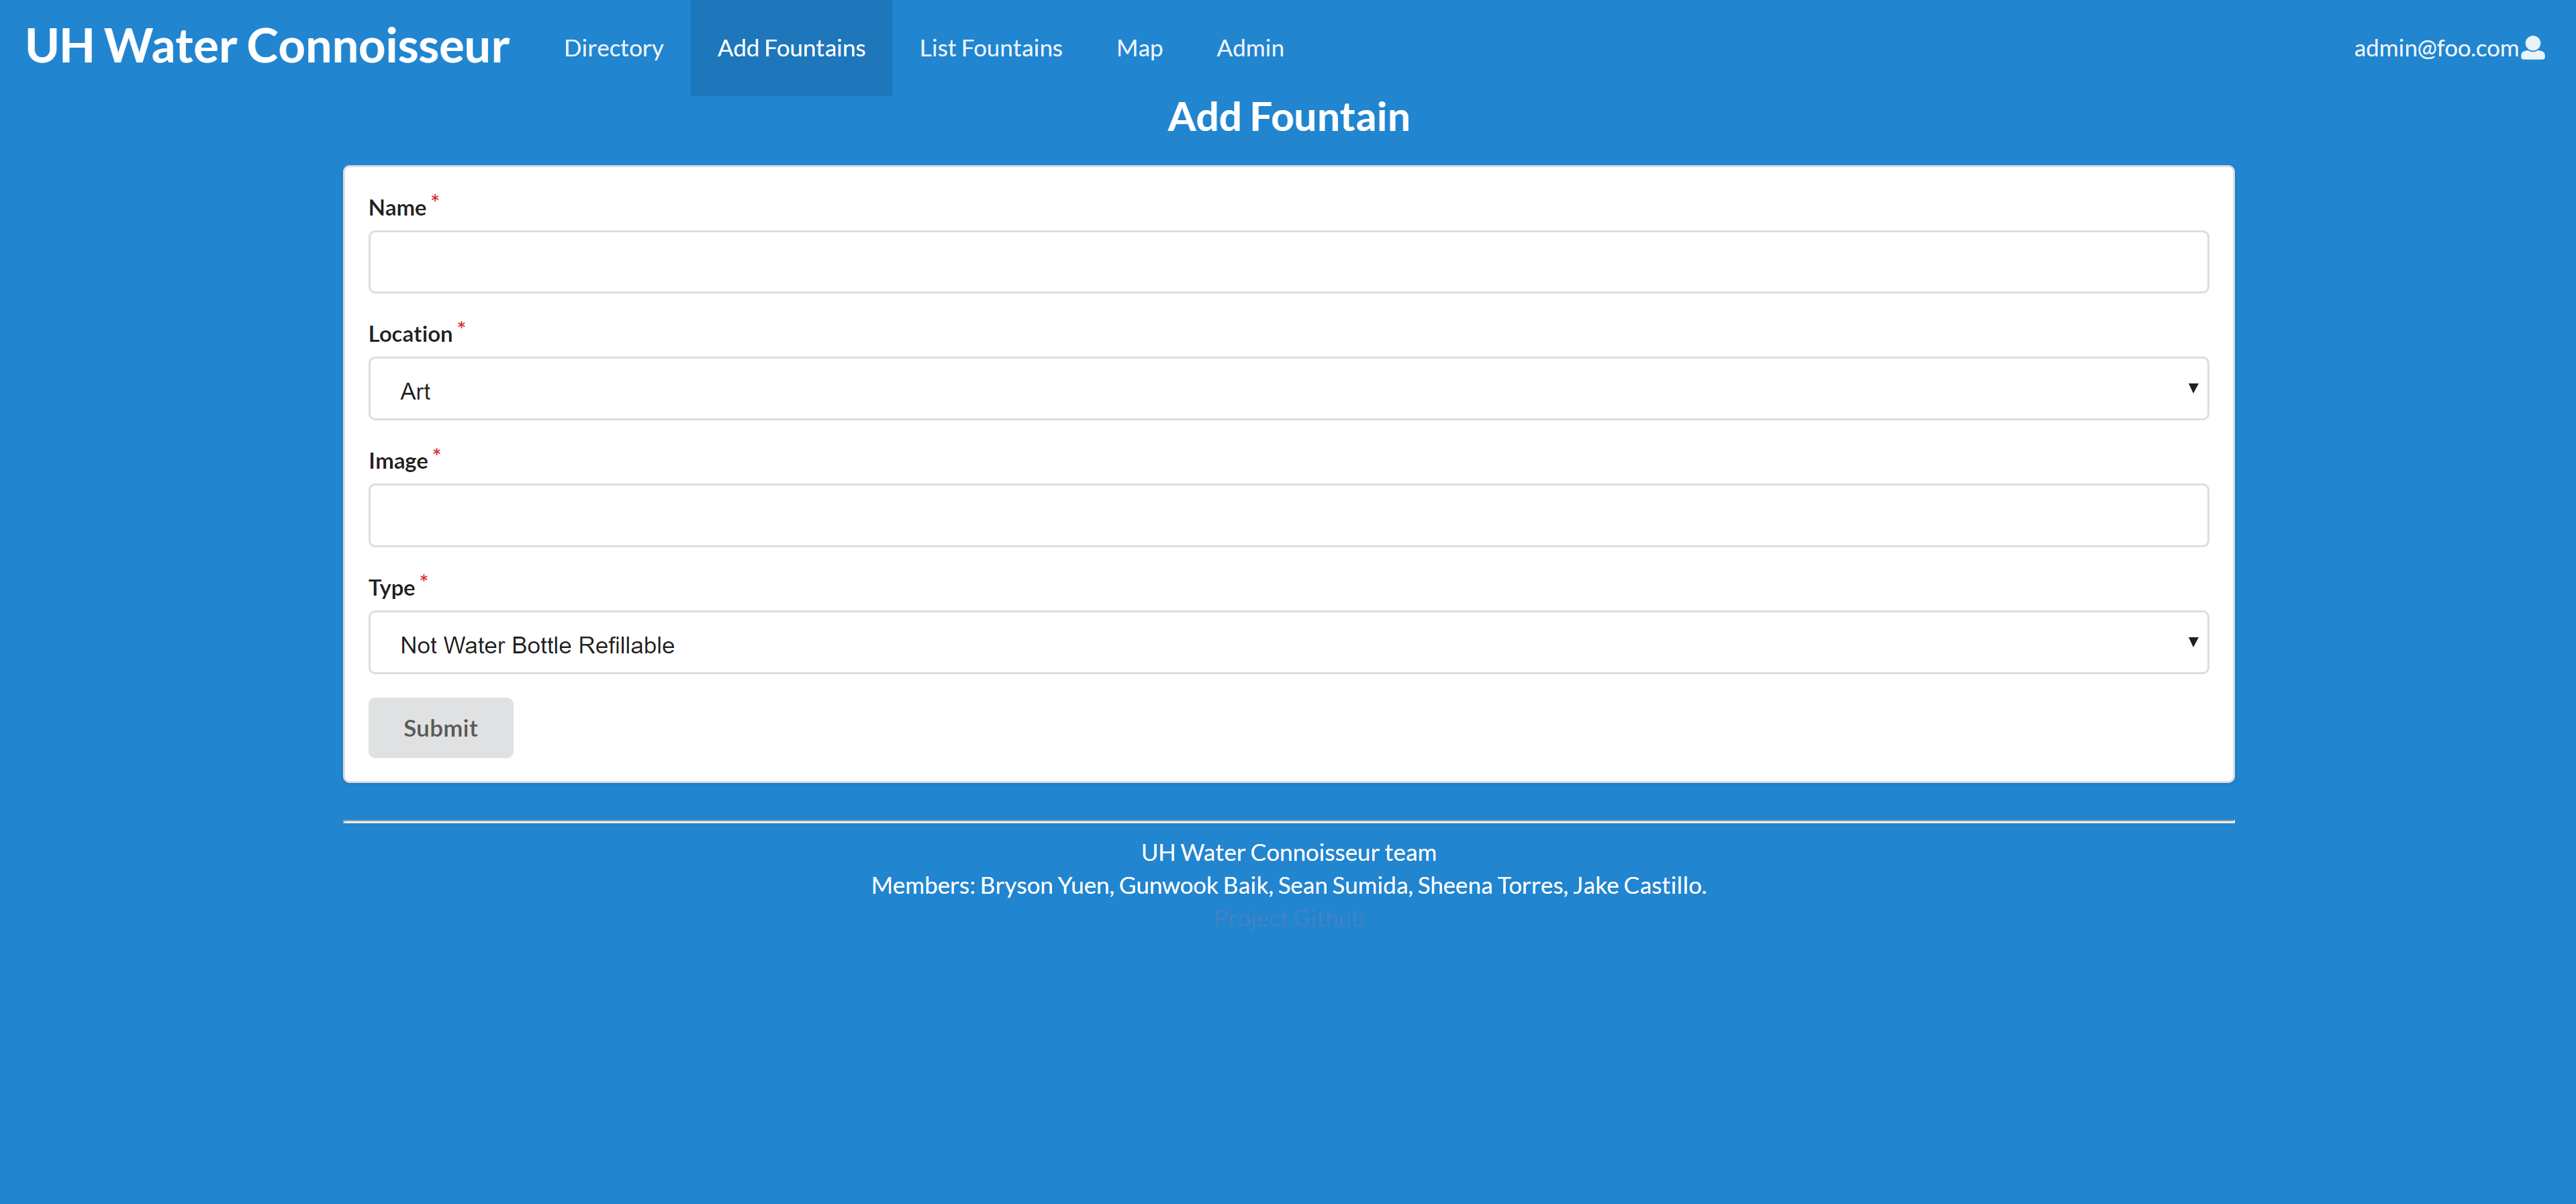 UH Water Connoisseur Directory Add Fountains List Fountains Map Admin admin@foo.com
Add Fountain
Name *
Location *
Art
Image *
Type *
Not Water Bottle Refillable
Submit
UH Water Connoisseur team
Members: Bryson Yuen, Gunwook Baik, Sean Sumida, Sheena Torres, Jake Castillo.
Project Github